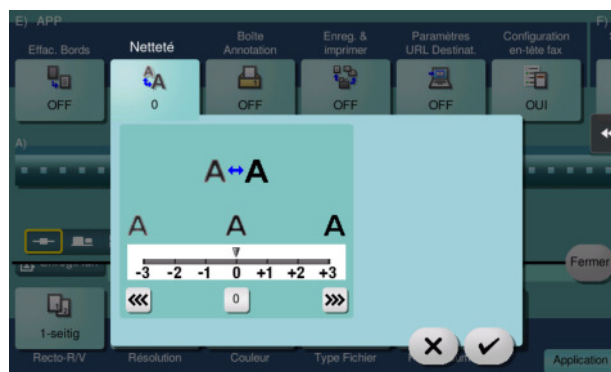 E) APP
F)
Effac. Bords
Netteté
Boîte
Annotation
Enreg. &
imprimer
Paramètres
URL Destinat.
Configuration
en-tête fax
OFF
0
OFF
OFF
OFF
OUI
A)
A A
A A A
-3 -2 -1 0 +1 +2 +3
0
Fermer
1-seitig
Recto-R/V
Résolution
Couleur
Type Fichier
Application